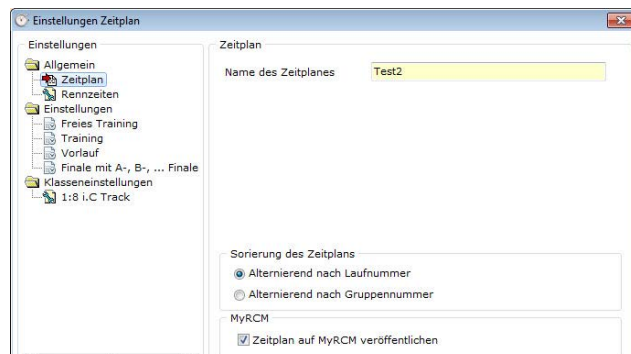 Einstellungen Zeitplan
Einstellungen
Allgemein
Zeitplan
Rennzeiten
Einstellungen
Freies Training
Training
Vorlauf
Finale mit A-, B-, ... Finale
Klasseneinstellungen
1:8 i.C Track
Zeitplan
Name des Zeitplanes Test2
Sorierung des Zeitplans
Alternierend nach Laufnummer
Alternierend nach Gruppennummer
MyRCM
Zeitplan auf MyRCM veröffentlichen